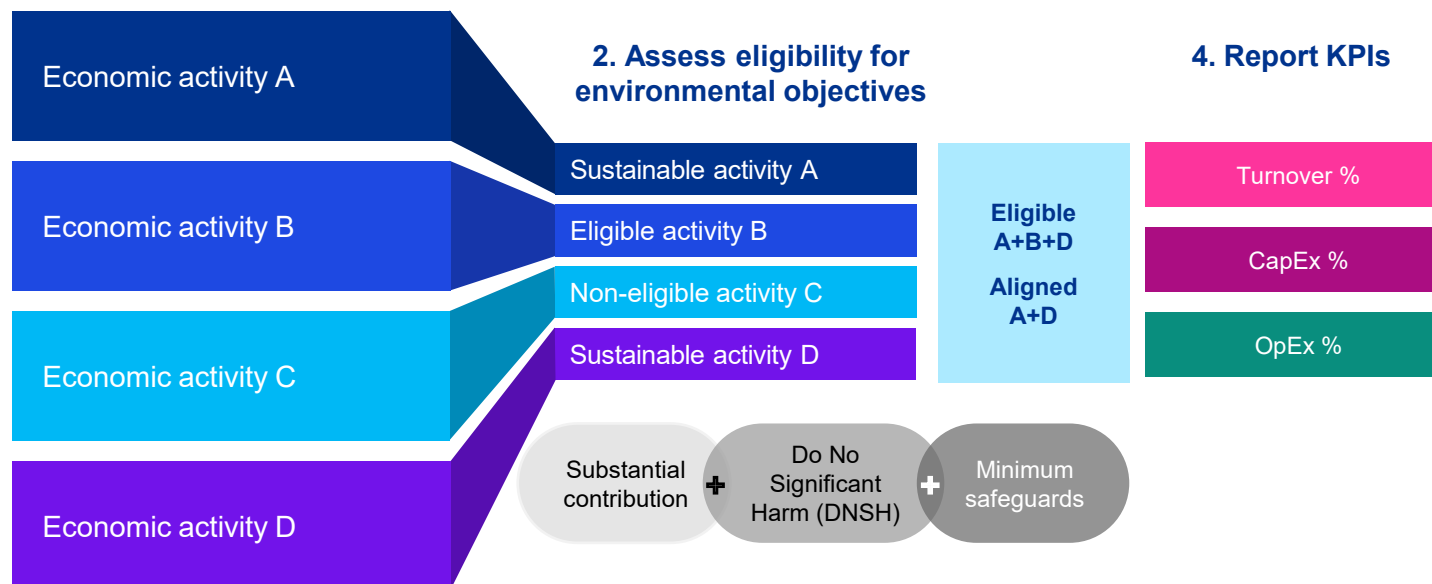 Economic activity A
Economic activity B
Economic activity C
Economic activity D
2. Assess eligibility for
environmental objectives
Sustainable activity A
Eligible activity B
Non-eligible activity C
Sustainable activity D
Eligible
A+B+D
Aligned
A+D
4. Report KPIs
Turnover %
CapEx %
OpEx %
Substantial
contribution
+
Do No
Significant
Harm (DNSH)
+
Minimum
safeguards